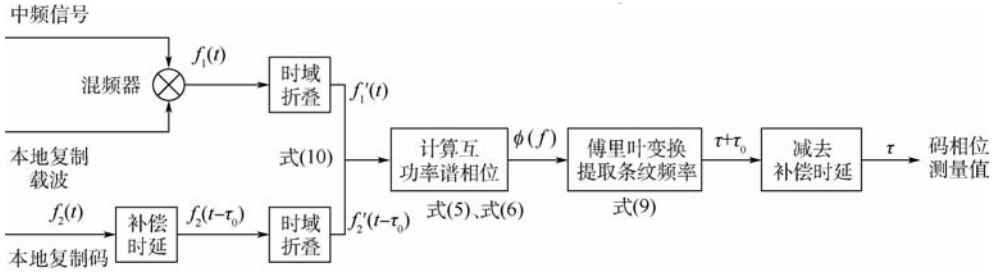 中频信号
f₁(t)
混频器
时域
折叠
f₁′(t)
本地复制
载波
式(10)
计算互
功率谱相位
ϕ(f)
式(5)、式(6)
傅里叶变换
提取条纹频率
式(9)
τ+τ₀
减去
补偿时延
τ
码相位
测量值
f₂(t)
本地复制码
补偿
时延
f₂(t−τ₀)
时域
折叠
f₂′(t−τ₀)